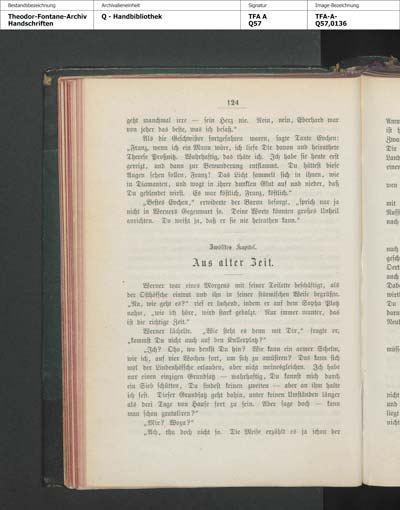 Bestandsbezeichnung
Archivalieneinheit
Signatur
Image-Bezeichnung
Theodor-Fontane-Archiv
Handschriften
Q - Handbibliothek
TFA A
Q57
TFA-A-
Q57,0136
124
geht manchmal irre — sein Herz nie. Nein, nein, Eberhard war
von jeher das beste, was ich besaß.“
Als die Geschwister fortgefahren waren, sagte Tante Evchen:
„Franz, wenn ich ein Mann wäre, ich liefe Dir davon und heirathete
Therese Proßnitz. Wahrhaftig, das thäte ich. Ich habe sie heute erst
gereizt, und dann zur Bewunderung entflammt. Du hättest diese
Augen sehen sollen, Franz! Das Licht sammelt sich in ihnen, wie
in Diamanten, und wogt in ihrer dunklen Glut auf und nieder, daß
Du geblendet wirst. Es war köstlich, Franz, köstlich.“
„Bestes Evchen,“ erwiderte der Baron besorgt, „sprich nur ja
nicht in Werners Gegenwart so. Deine Worte könnten großes Unheil
anrichten. Du weißt ja, daß er sie nie heirathen kann.“
Zwölftes Kapitel.
Aus alter Zeit.
Werner war eines Morgens mit seiner Toilette beschäftigt, als
der Osthöffsche eintrat und ihn in seiner stürmischen Weise begrüßte.
„Na, wie geht es?“ rief er lachend, indem er auf dem Sopha Platz
nahm, „wie ich höre, wird stark gebalzt. Nur immer munter, das
ist die richtige Zeit.“
Werner lächelte. „Wie steht es denn mit Dir,“ fragte er,
„kommst Du nicht auch auf den Kullerplatz?“
„Ich? Oho, wo denkst Du hin? Wie kann ein armer Schelm,
wie ich, auf vier Wochen fort, um sich zu amüsiren? Das kann sich
wol der Lindenhöfsche erlauben, aber nicht meinesgleichen. Ich habe
nur einen einzigen Grundsatz — wahrhaftig, Du kannst mich durch
ein Sieb schütten, Du findest keinen zweiten — aber an ihm halte
ich fest. Dieser Grundsatz geht dahin, unter keinen Umständen länger
als drei Tage von Hause fort zu sein. Aber sage doch — kann
man schon gratuliren?“
„Mir? Wozu?“
„Ach, thu doch nicht so. Die Meise erzählt es ja schon der